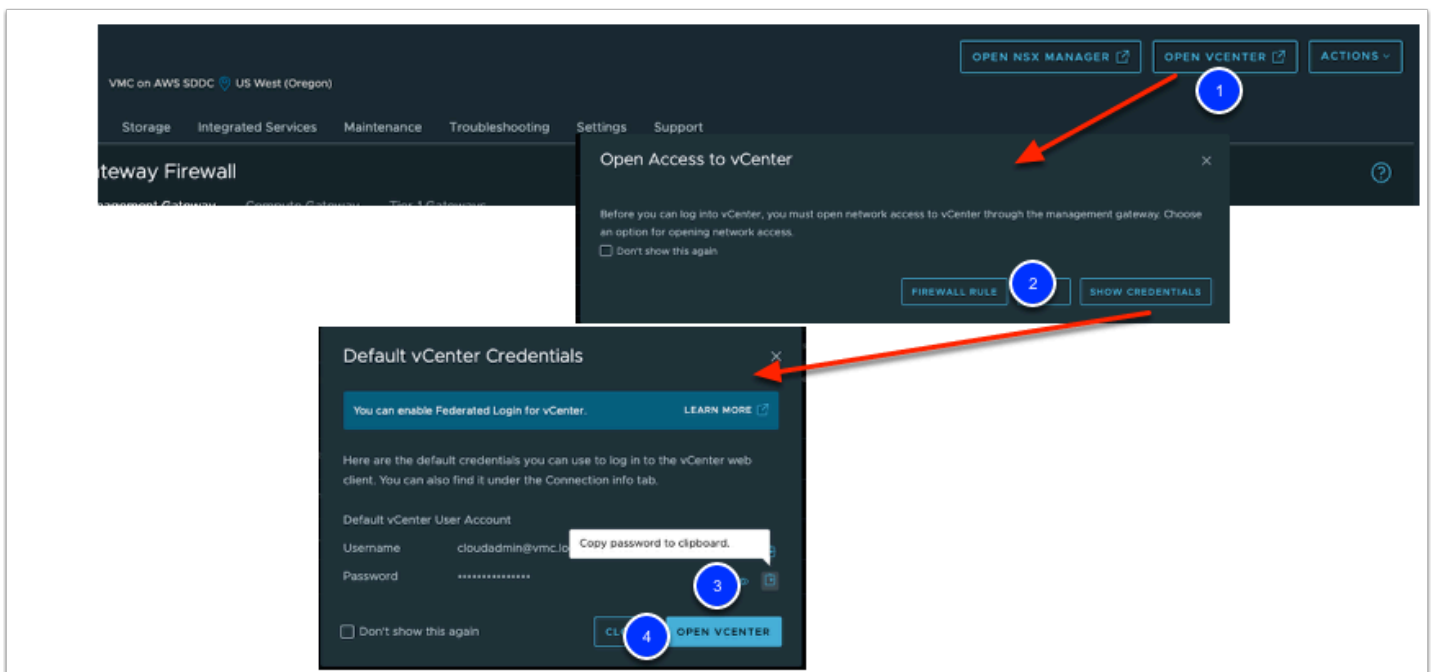 OPEN NSX MANAGER
OPEN VCENTER
ACTIONS
1
VMC on AWS SDDC US West (Oregon)
Storage Integrated Services Maintenance Troubleshooting Settings Support
teway Firewall
Open Access to vCenter
Before you can log into vCenter, you must open network access to vCenter through the management gateway. Choose
an option for opening network access.
Don't show this again
FIREWALL RULE
2
SHOW CREDENTIALS
Default vCenter Credentials
You can enable Federated Login for vCenter. LEARN MORE
Here are the default credentials you can use to log in to the vCenter web
client. You can also find it under the Connection info tab.
Default vCenter User Account
Copy password to clipboard.
Username cloudadmin@vmc.lo
Password ***************
3
Don't show this again
CL
4
OPEN VCENTER